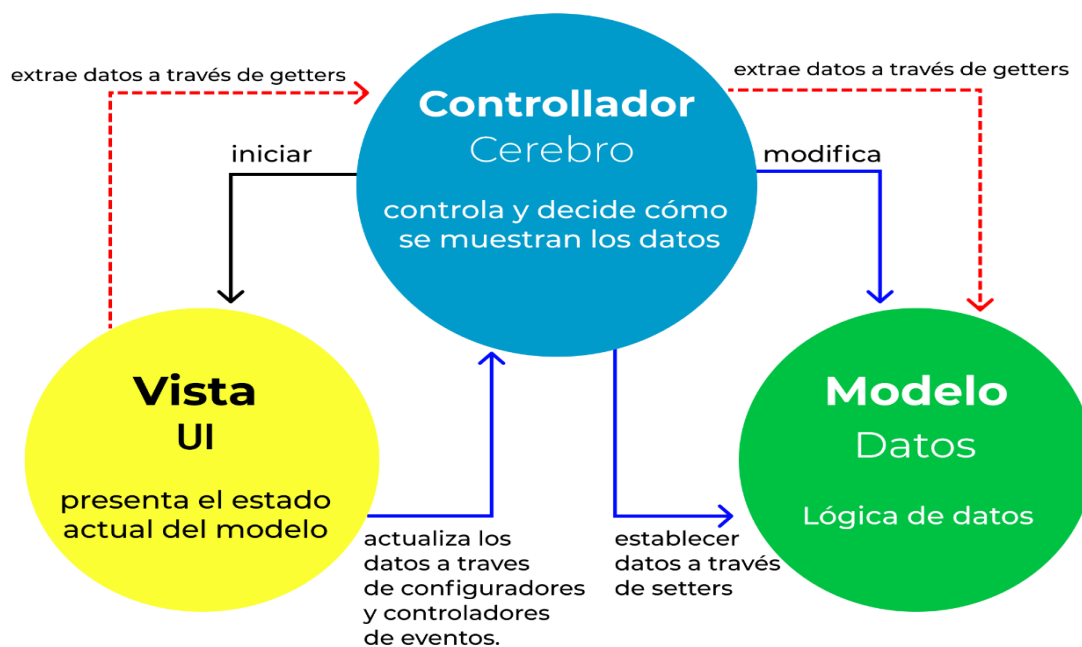 extrae datos a través de getters
extrae datos a través de getters
Controllador
Cerebro
iniciar
modifica
controla y decide cómo
se muestran los datos
Vista
UI
presenta el estado
actual del modelo
Modelo
Datos
Lógica de datos
actualiza los
datos a traves
de configuradores
y controladores
de eventos.
establecer
datos a través
de setters